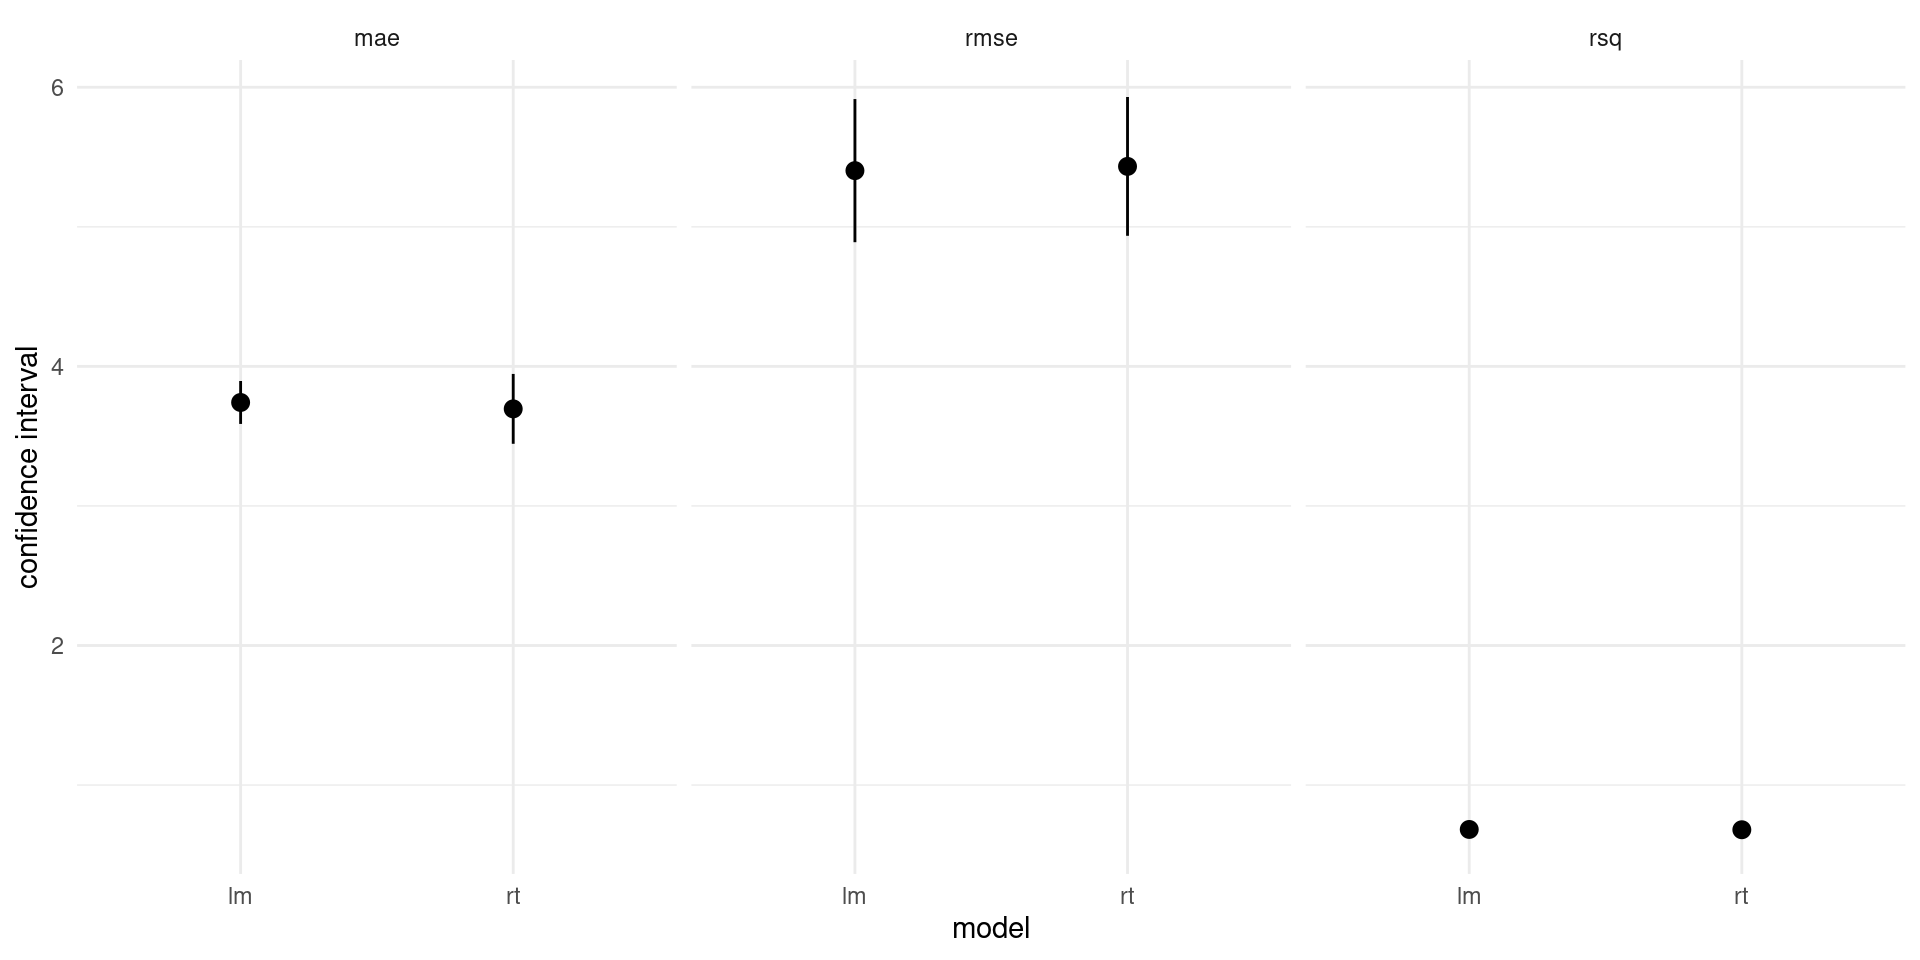 mae
rmse
rsq
6
4
2
confidence interval
lm
rt
lm
rt
lm
rt
model